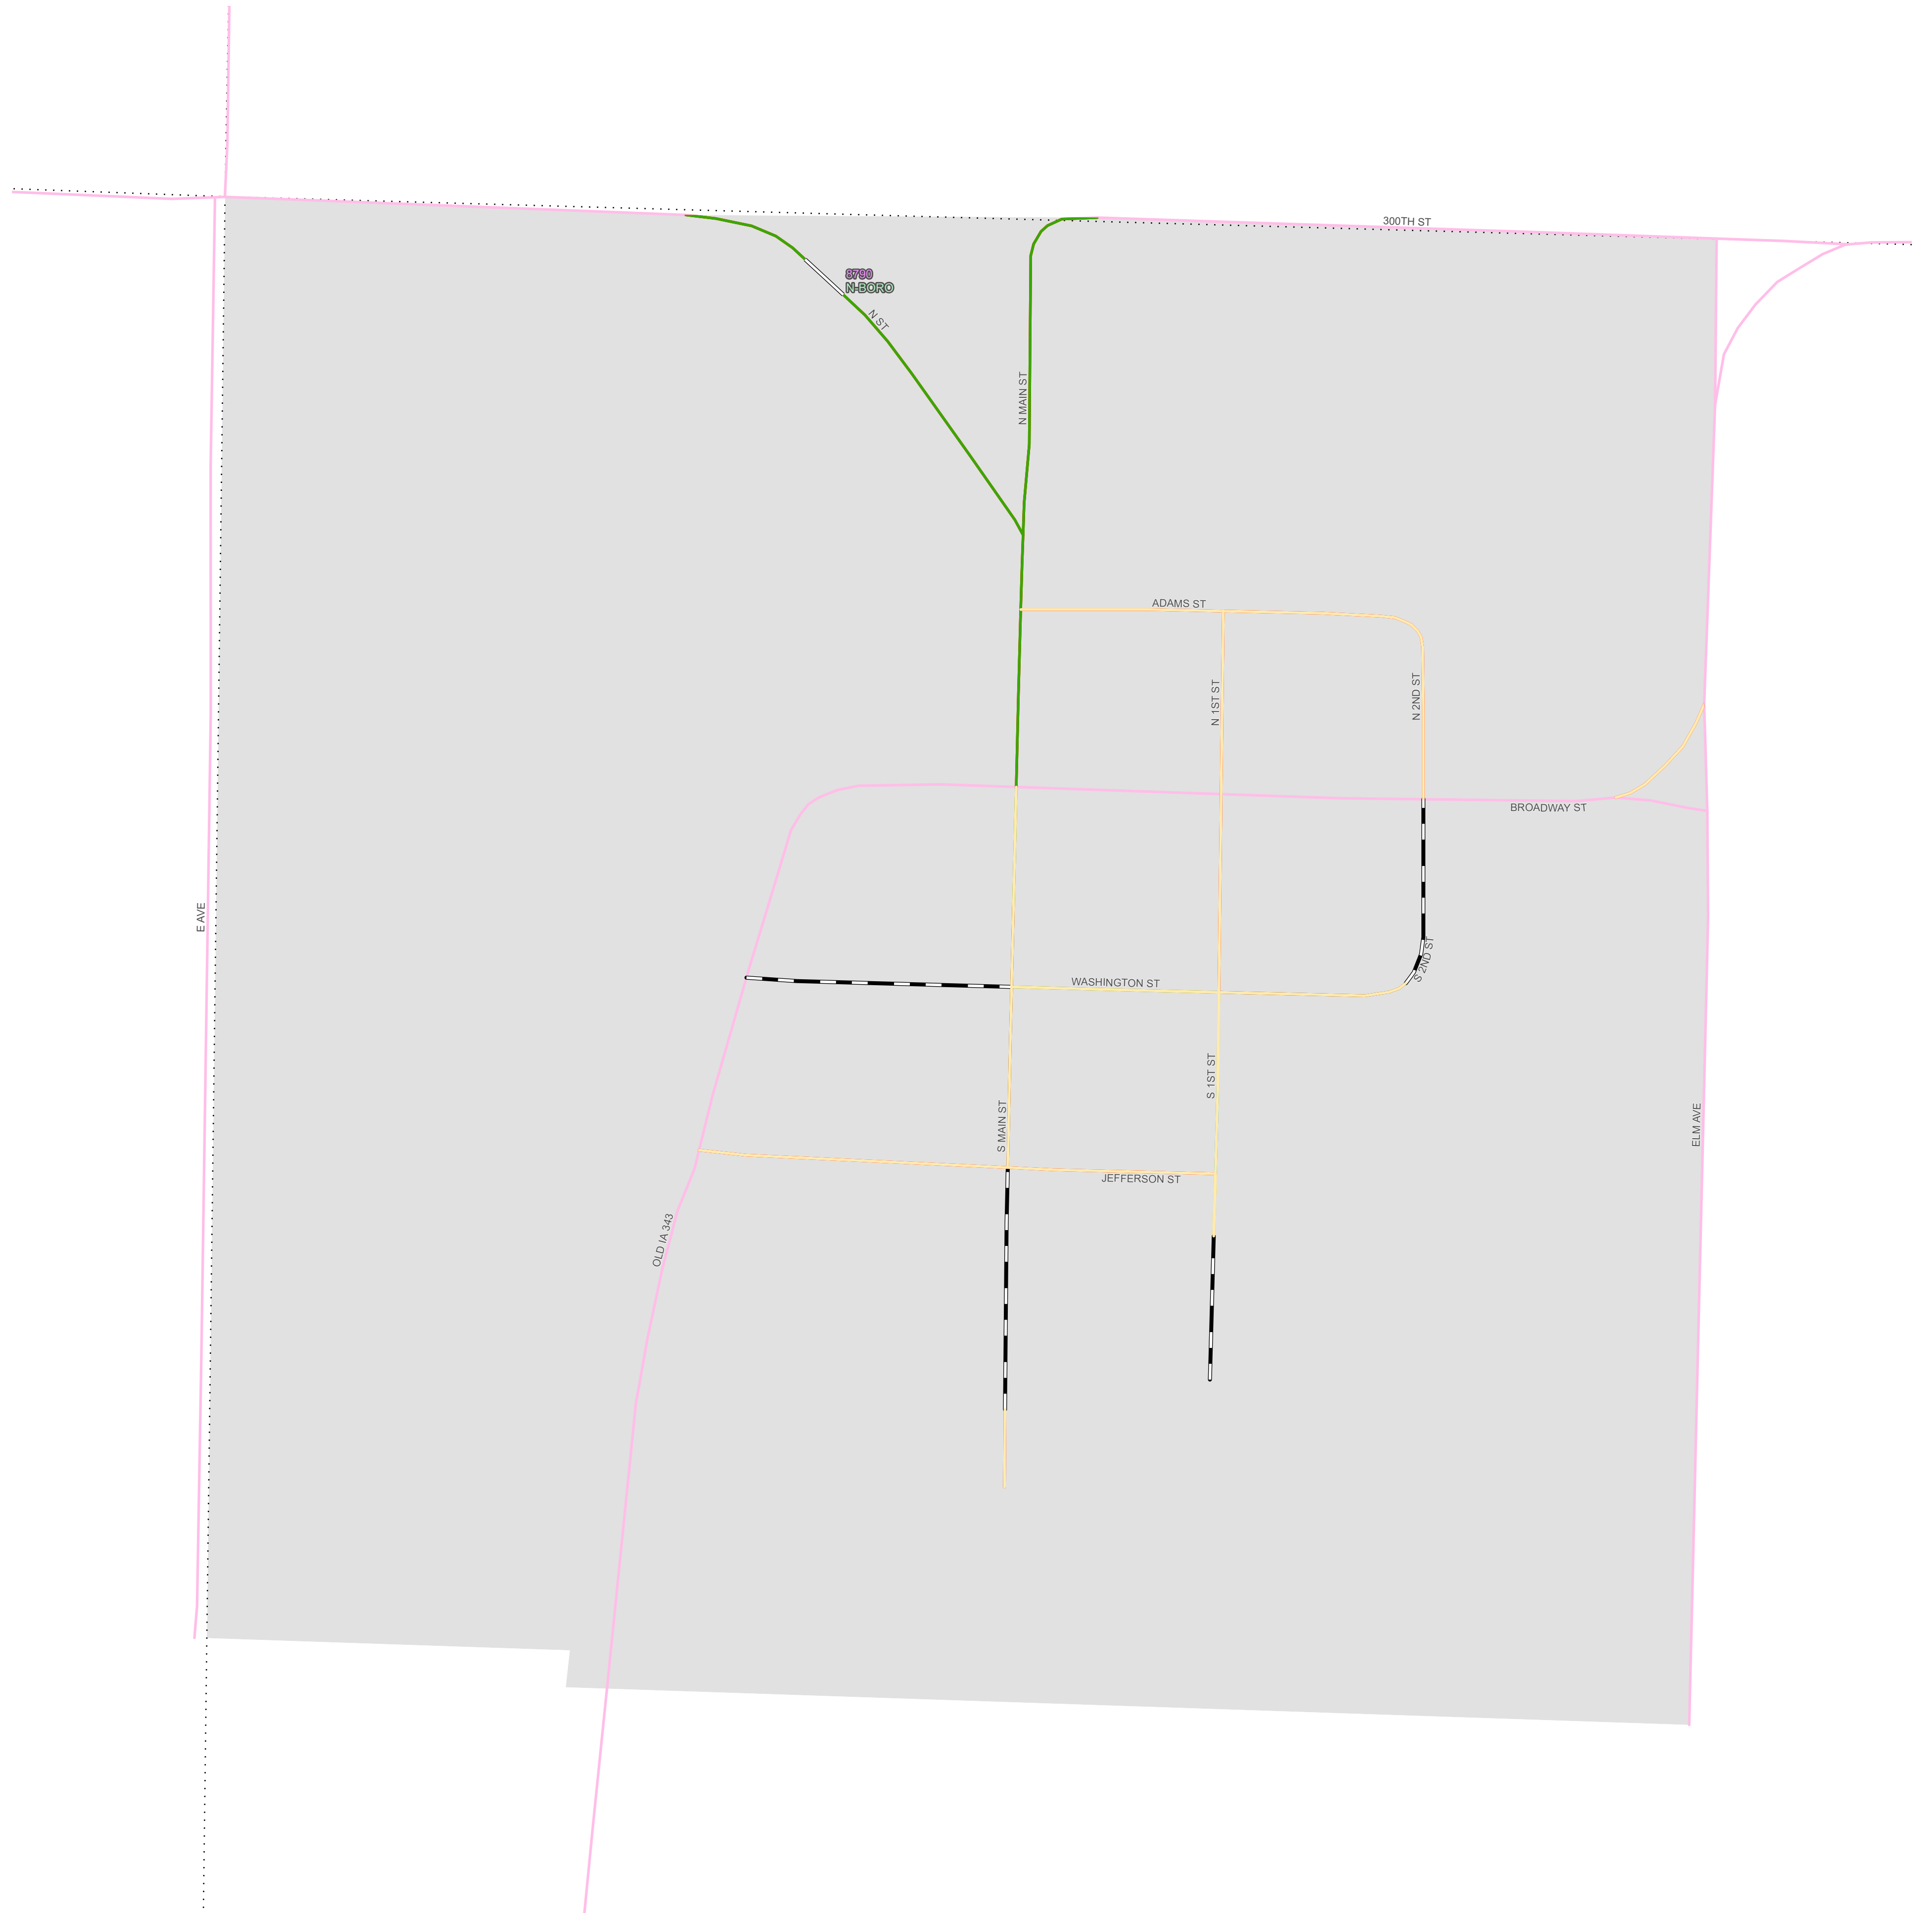 300TH ST
8790
N-BORO
N ST
N MAIN ST
ADAMS ST
N 1ST ST
N 2ND ST
BROADWAY ST
E AVE
S 2ND ST
WASHINGTON ST
S 1ST ST
S MAIN ST
ELM AVE
JEFFERSON ST
OLD IA 343